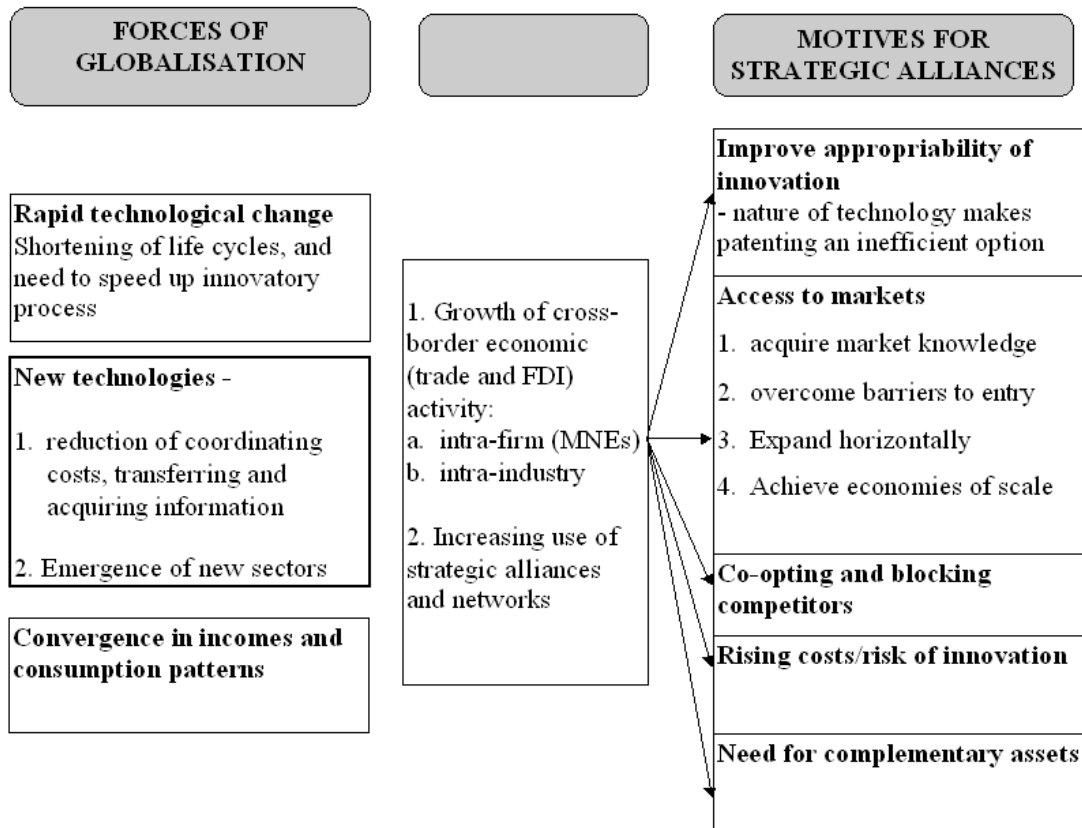 FORCES OF
GLOBALISATION
MOTIVES FOR
STRATEGIC ALLIANCES
Rapid technological change
Shortening of life cycles, and
need to speed up innovatory
process
New technologies -
1. reduction of coordinating
costs, transferring and
acquiring information
2. Emergence of new sectors
Convergence in incomes and
consumption patterns
1. Growth of cross-
border economic
(trade and FDI)
activity:
a. intra-firm (MNEs)
b. intra-industry
2. Increasing use of
strategic alliances
and networks
Improve appropriability of
innovation
- nature of technology makes
patenting an inefficient option
Access to markets
1. acquire market knowledge
2. overcome barriers to entry
3. Expand horizontally
4. Achieve economies of scale
Co-opting and blocking
competitors
Rising costs/risk of innovation
Need for complementary assets